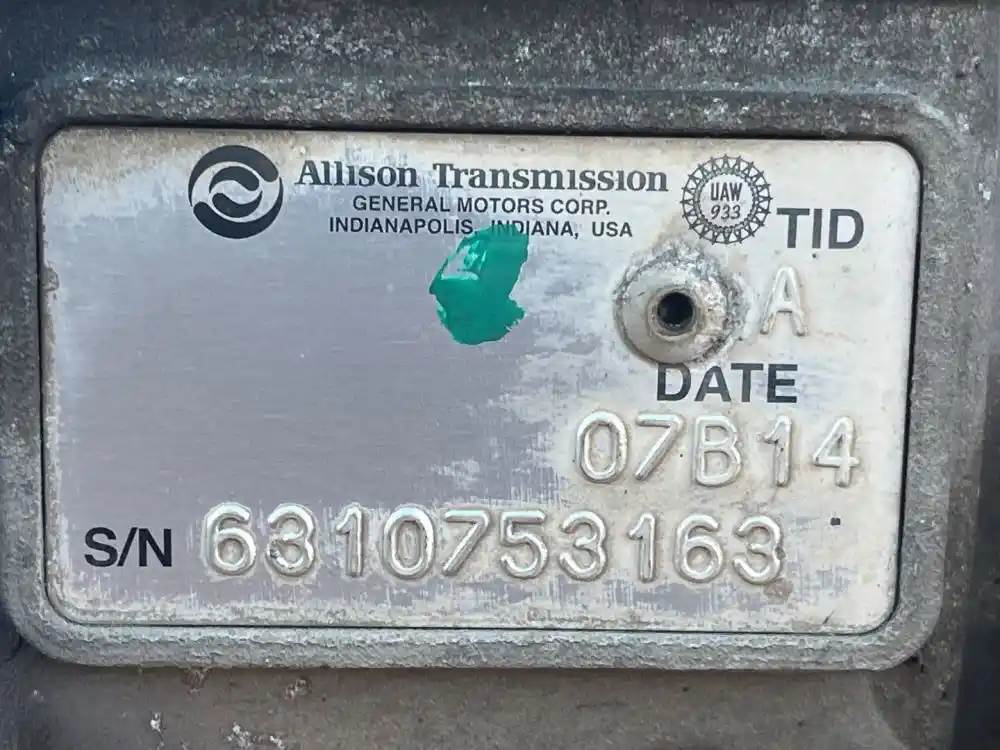 Allison Transmission
GENERAL MOTORS CORP.
INDIANAPOLIS, INDIANA, USA
UAW
933
TID
A
DATE
07B14
S/N 6310753163